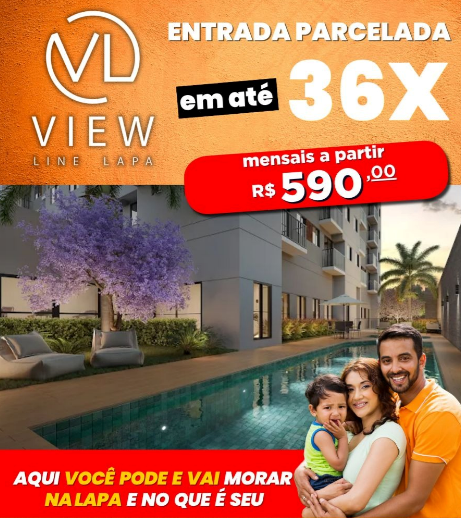 VL
VIEW
LINE LAPA
ENTRADA PARCELADA
em até 36X
mensais a partir
R$ 590,00
AQUI VOCÊ PODE E VAI MORAR
NA LAPA E NO QUE É SEU